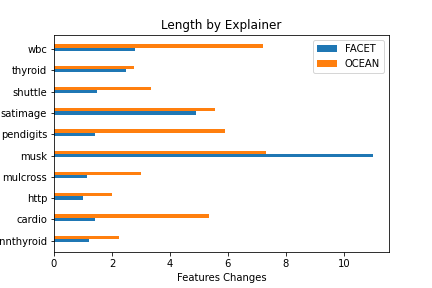 Length by Explainer
FACET
OCEAN
wbc
thyroid
shuttle
satimage
pendigits
musk
mulcross
http
cardio
nnthyroid
0 2 4 6 8 10
Features Changes